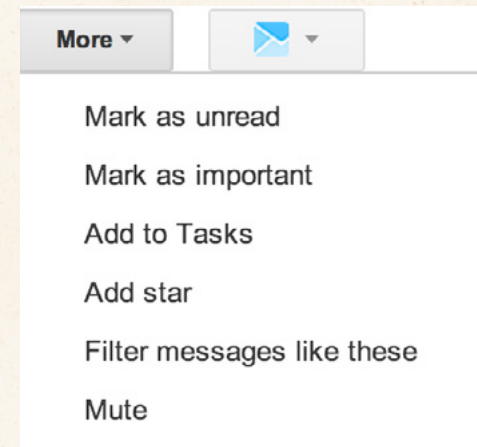 More
Mark as unread
Mark as important
Add to Tasks
Add star
Filter messages like these
Mute